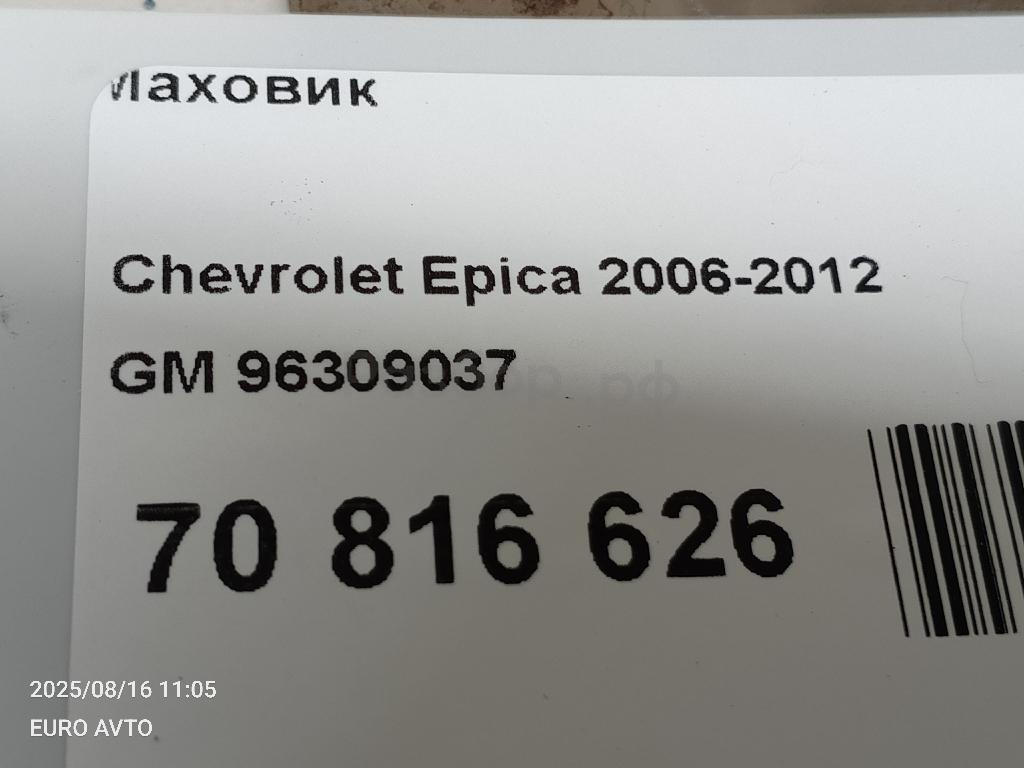 Маховик
Chevrolet Epica 2006-2012
GM 96309037
70 816 626
2025/08/16 11:05
EURO AVTO